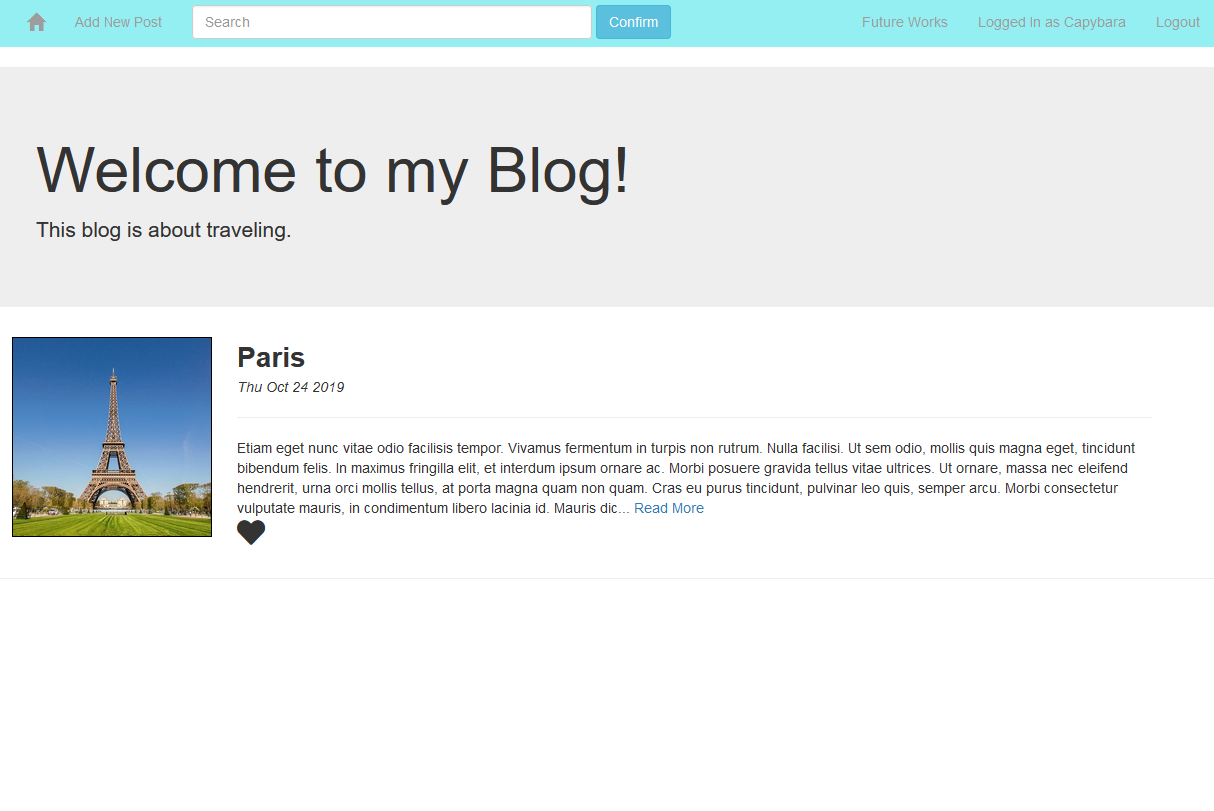 Add New Post Search Confirm Future Works Logged In as Capybara Logout
Welcome to my Blog!
This blog is about traveling.
Paris
Thu Oct 24 2019
Etiam eget nunc vitae odio facilisis tempor. Vivamus fermentum in turpis non rutrum. Nulla facilisi. Ut sem odio, mollis quis magna eget, tincidunt
bibendum felis. In maximus fringilla elit, et interdum ipsum ornare ac. Morbi posuere gravida tellus vitae ultrices. Ut ornare, massa nec eleifend
hendrerit, urna orci mollis tellus, at porta magna quam non quam. Cras eu purus tincidunt, pulvinar leo quis, semper arcu. Morbi consectetur
vulputate mauris, in condimentum libero lacinia id. Mauris dic... Read More